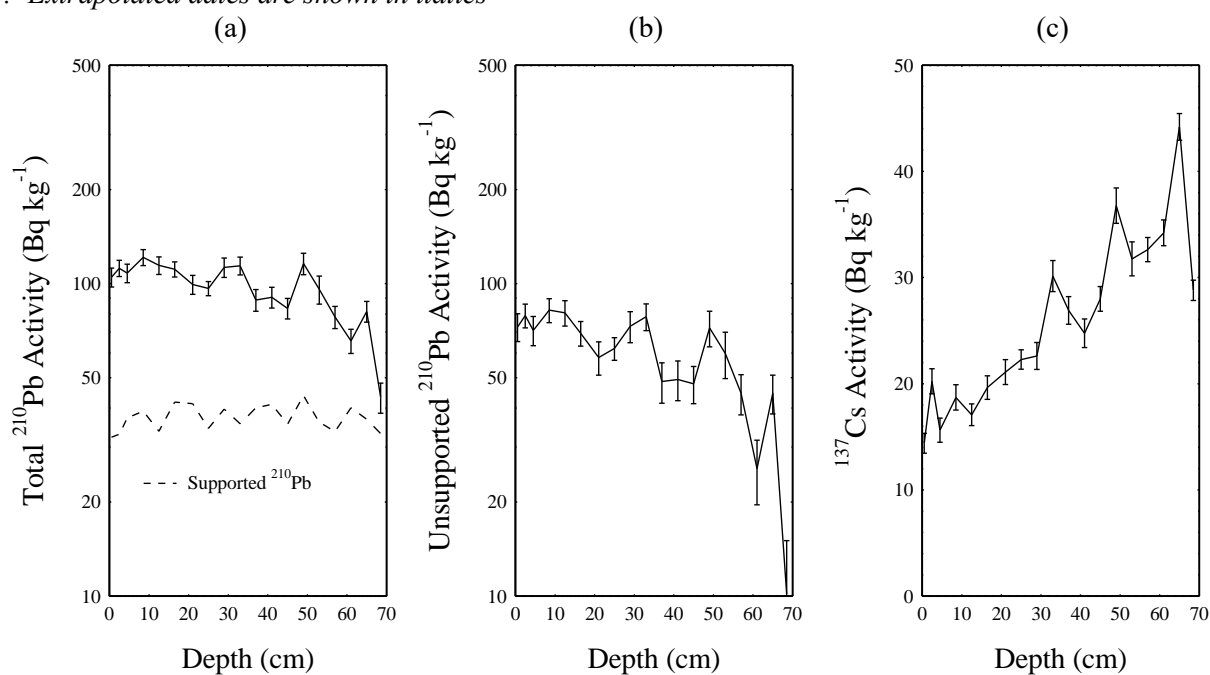 . Extrapolated dates are shown in italics
(a)
(b)
(c)
Total ²¹⁰Pb Activity (Bq kg⁻¹)
500
200
100
50
20
10
Supported ²¹⁰Pb
0 10 20 30 40 50 60 70
Depth (cm)
Unsupported ²¹⁰Pb Activity (Bq kg⁻¹)
500
200
100
50
20
10
0 10 20 30 40 50 60 70
Depth (cm)
¹³⁷Cs Activity (Bq kg⁻¹)
50
40
30
20
10
0
0 10 20 30 40 50 60 70
Depth (cm)